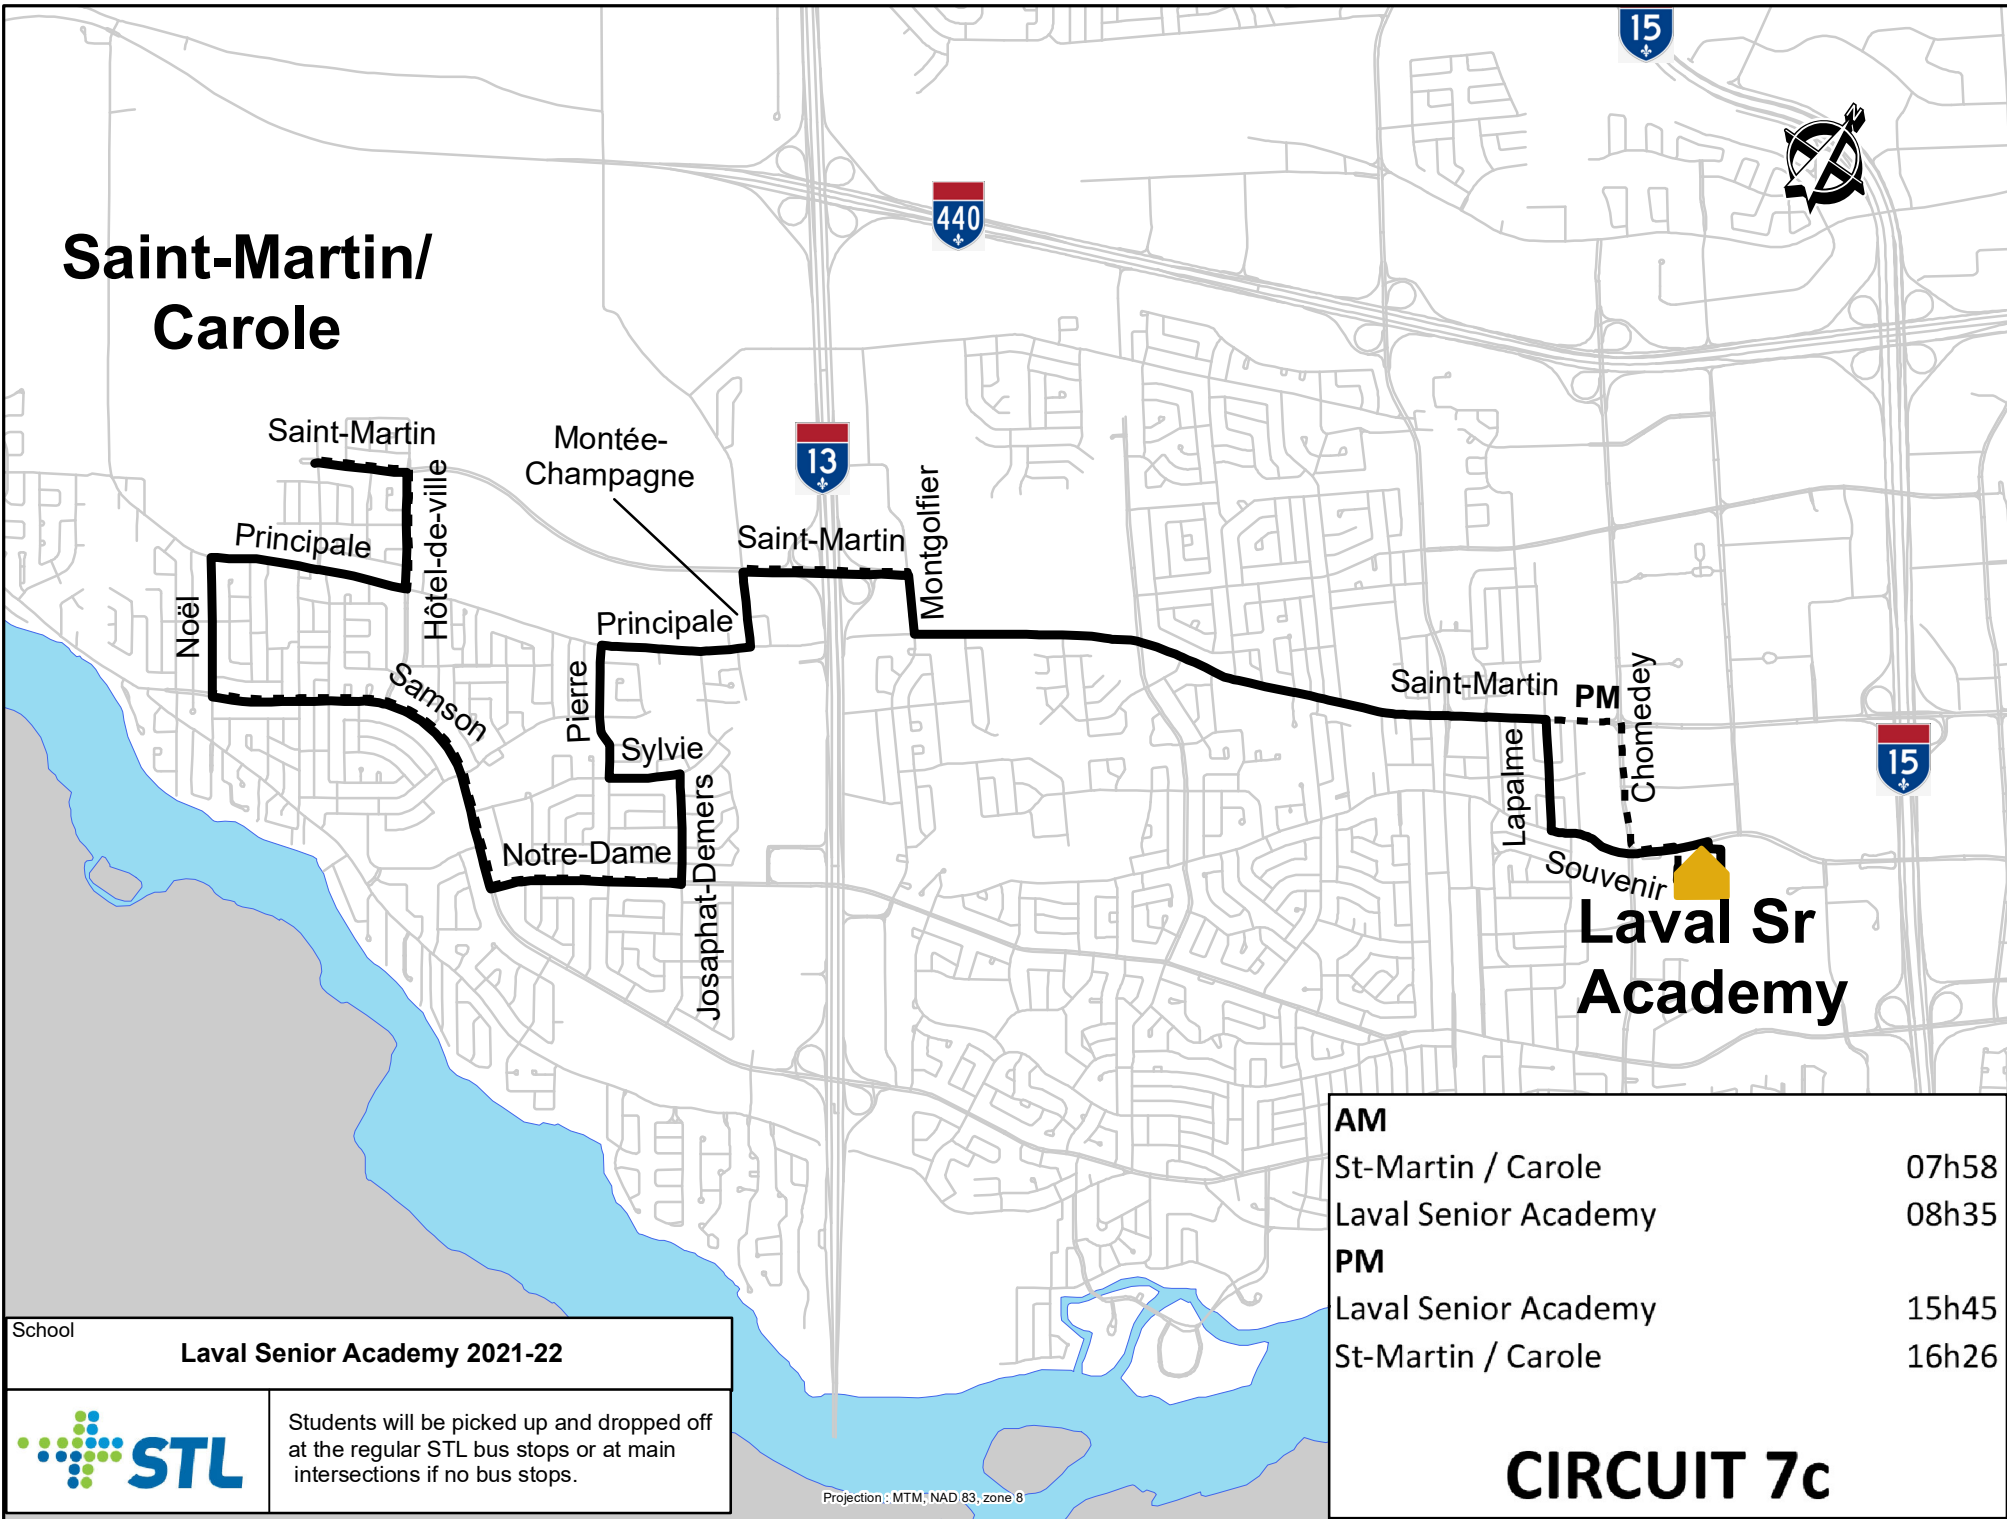 15
N
440
Saint-Martin/
Carole
Saint-Martin
Montée-
Champagne
13
Hôtel-de-ville
Montgolfier
Principale
Saint-Martin
Noël
Principale
Samson
Pierre
Sylvie
Josaphat-Demers
Notre-Dame
Saint-Martin
PM
Chomedey
Lapalme
15
Souvenir
Laval Sr
Academy
AM
St-Martin / Carole 07h58
Laval Senior Academy 08h35
PM
Laval Senior Academy 15h45
St-Martin / Carole 16h26
CIRCUIT 7c
School
Laval Senior Academy 2021-22
STL
Students will be picked up and dropped off
at the regular STL bus stops or at main
intersections if no bus stops.
Projection : MTM, NAD 83, zone 8